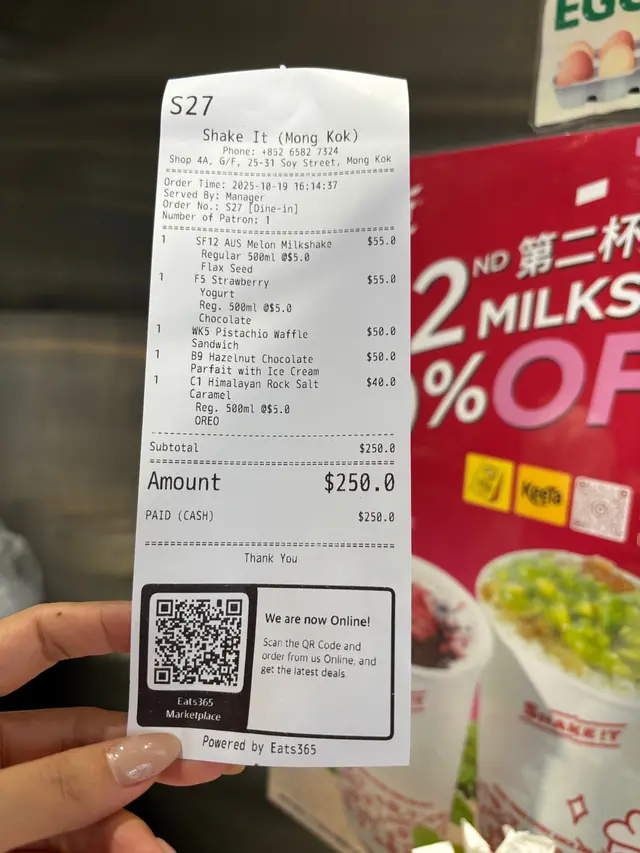 S27
Shake It (Mong Kok)
Phone: +852 6582 7324
Shop 4A, G/F, 25-31 Soy Street, Mong Kok
Order Time: 2025-10-19 16:14:37
Served By: Manager
Order No.: S27 [Dine-in]
Number of Patron: 1
1 SF12 AUS Melon Milkshake $55.0
Regular 500ml @$5.0
Flax Seed
1 F5 Strawberry $55.0
Yogurt
Reg. 500ml @$5.0
Chocolate
1 WK5 Pistachio Waffle $50.0
Sandwich
1 B9 Hazelnut Chocolate $50.0
Parfait with Ice Cream
1 C1 Himalayan Rock Salt $40.0
Caramel
Reg. 500ml @$5.0
OREO
Subtotal $250.0
Amount $250.0
PAID (CASH) $250.0
Thank You
We are now Online!
Scan the QR Code and
order from us Online, and
get the latest deals.
Eats365
Marketplace
Powered by Eats365
EGG
2ND 第二杯
MILKS
% OF
KeeTa
SHAKE IT